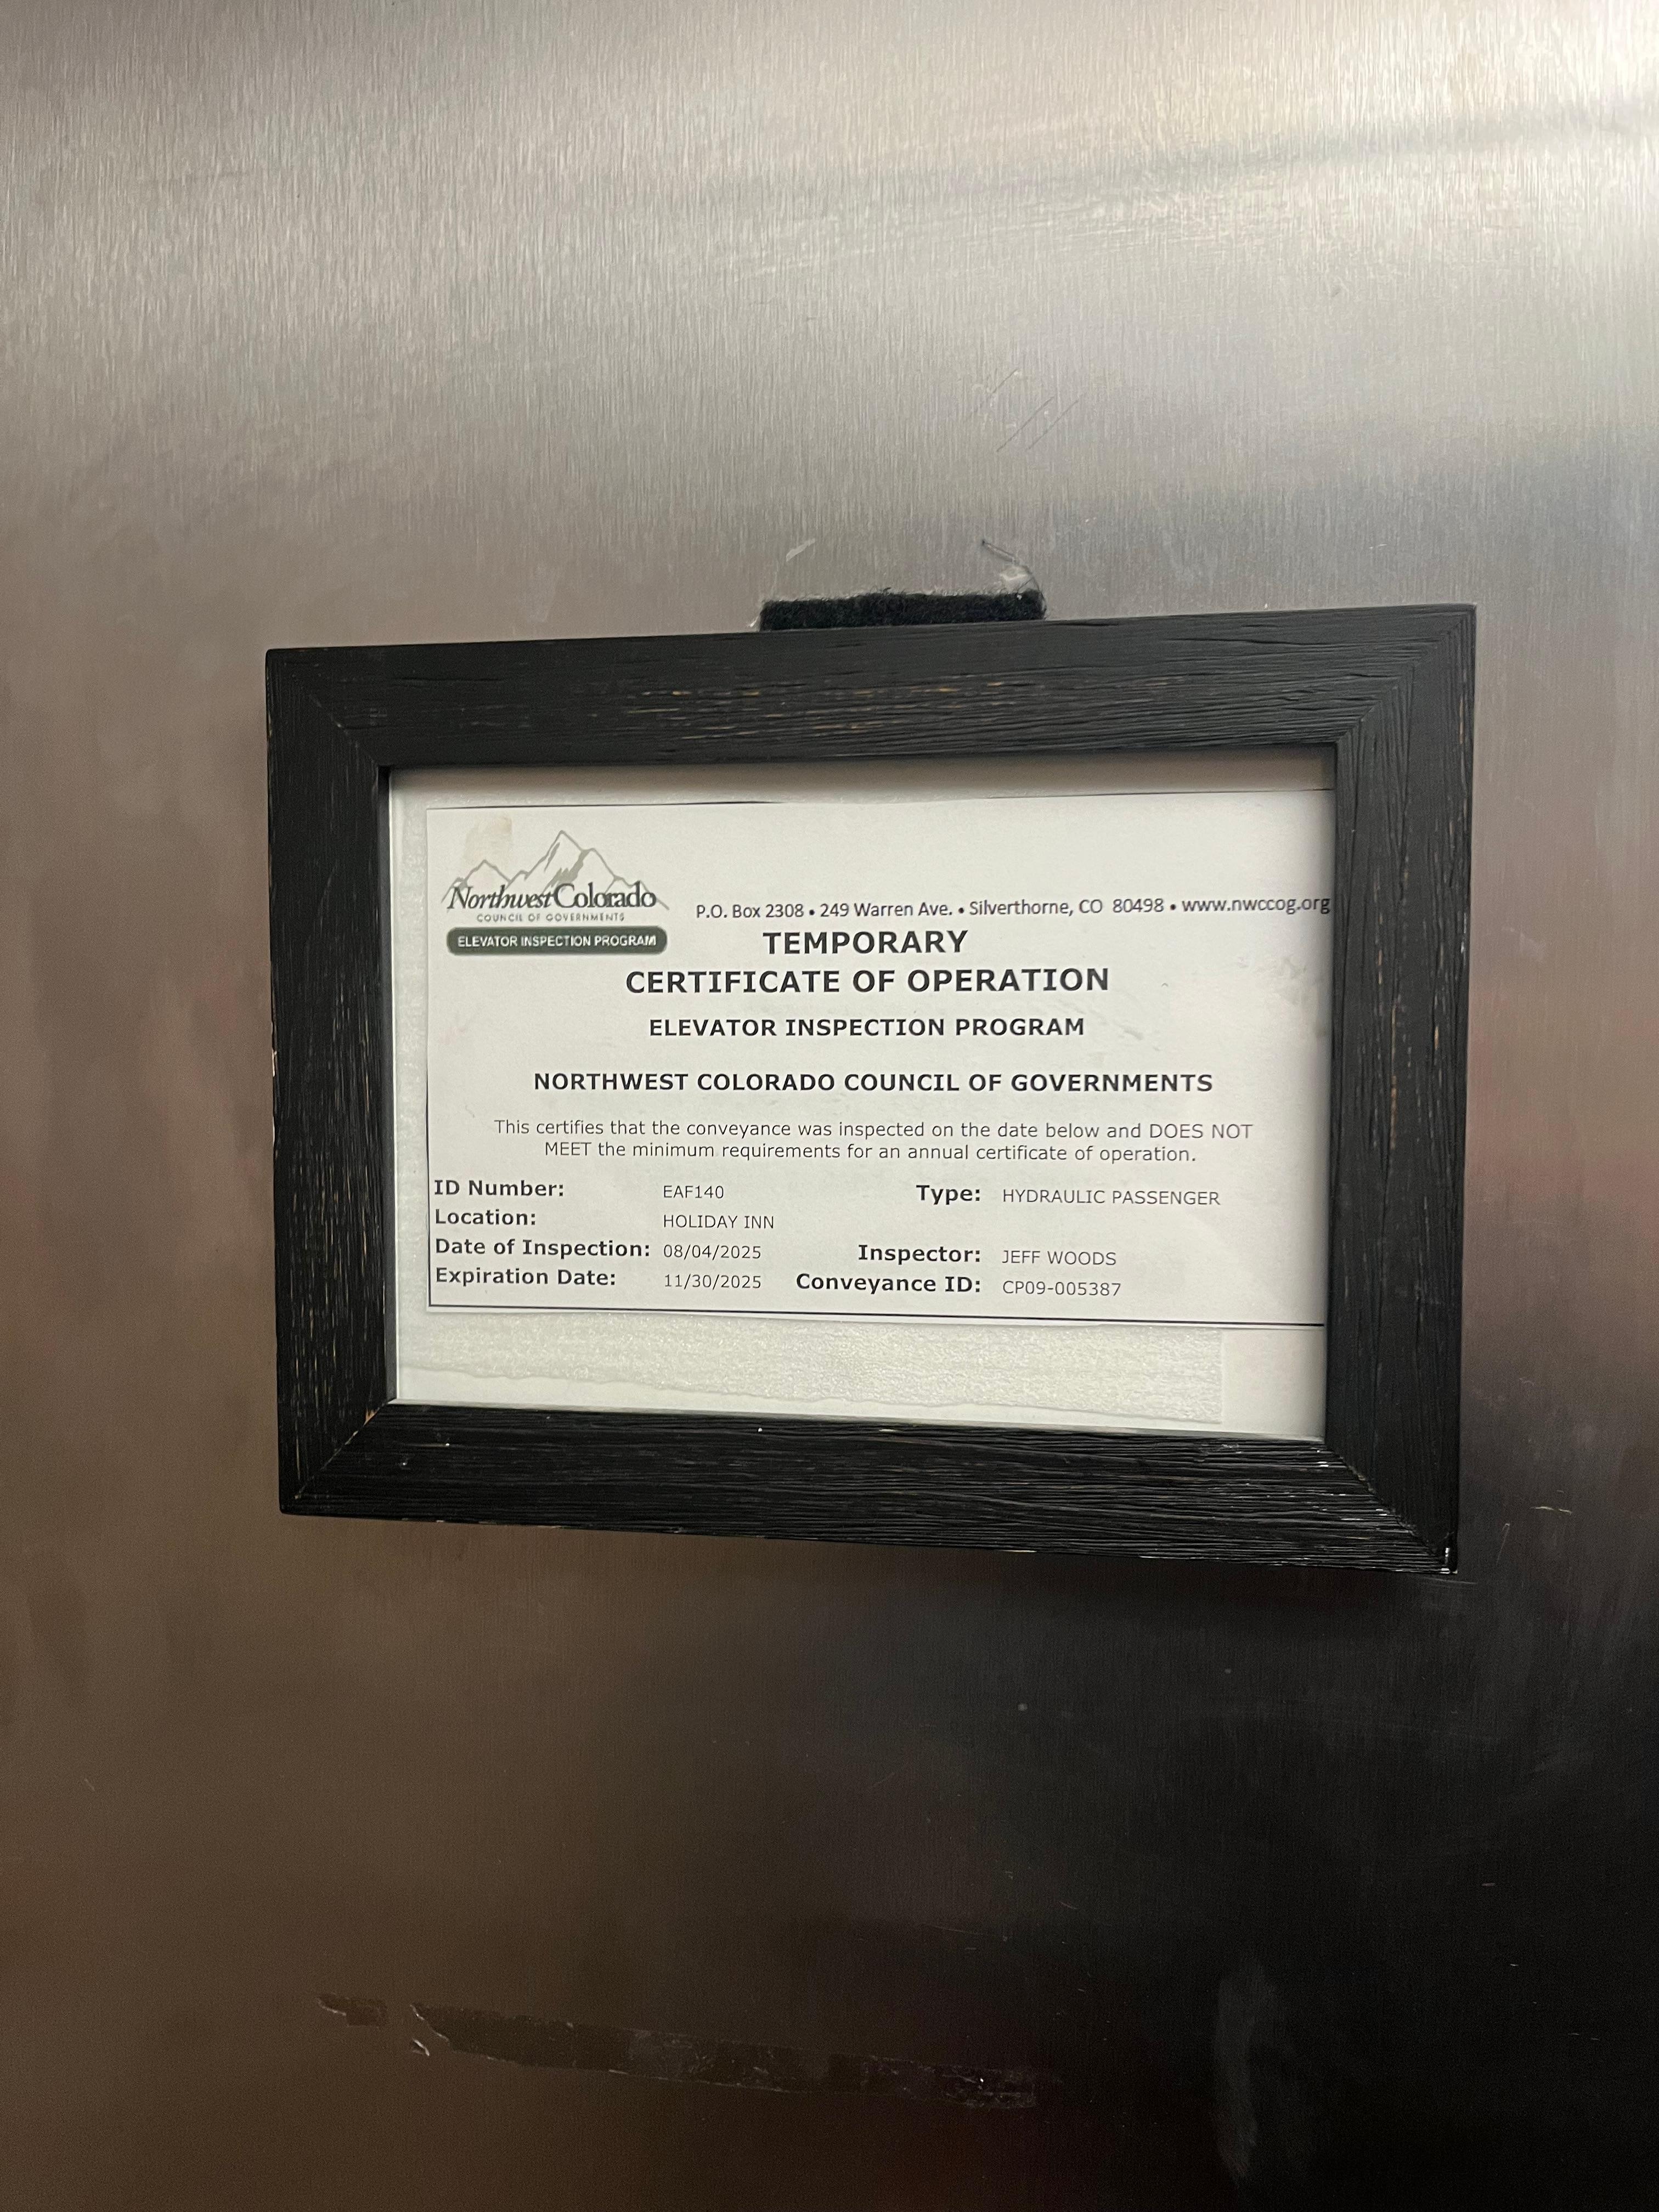 Northwest Colorado
COUNCIL OF GOVERNMENTS
ELEVATOR INSPECTION PROGRAM
P.O. Box 2308 • 249 Warren Ave. • Silverthorne, CO 80498 • www.nwccog.org
TEMPORARY
CERTIFICATE OF OPERATION
ELEVATOR INSPECTION PROGRAM
NORTHWEST COLORADO COUNCIL OF GOVERNMENTS
This certifies that the conveyance was inspected on the date below and DOES NOT
MEET the minimum requirements for an annual certificate of operation.
ID Number: EAF140 Type: HYDRAULIC PASSENGER
Location: HOLIDAY INN
Date of Inspection: 08/04/2025 Inspector: JEFF WOODS
Expiration Date: 11/30/2025 Conveyance ID: CP09-005387